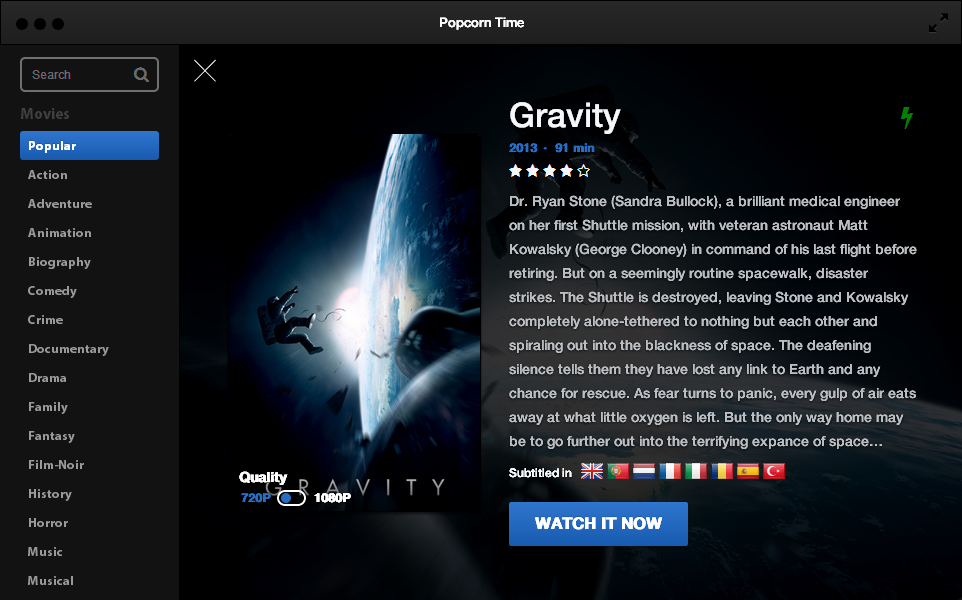 Popcorn Time
Search
Movies
Popular
Action
Adventure
Animation
Biography
Comedy
Crime
Documentary
Drama
Family
Fantasy
Film-Noir
History
Horror
Music
Musical
Gravity
2013 · 91 min
Dr. Ryan Stone (Sandra Bullock), a brilliant medical engineer
on her first Shuttle mission, with veteran astronaut Matt
Kowalsky (George Clooney) in command of his last flight before
retiring. But on a seemingly routine spacewalk, disaster
strikes. The Shuttle is destroyed, leaving Stone and Kowalsky
completely alone-tethered to nothing but each other and
spiraling out into the blackness of space. The deafening
silence tells them they have lost any link to Earth and any
chance for rescue. As fear turns to panic, every gulp of air eats
away at what little oxygen is left. But the only way home may
be to go further out into the terrifying expance of space...
Subtitled in
WATCH IT NOW
Quality
GRAVITY
720P 1080P